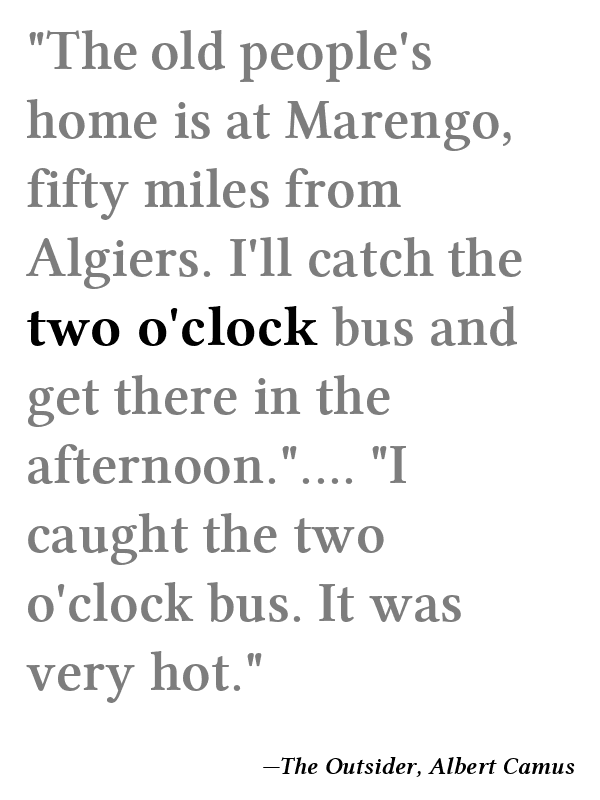 "The old people's
home is at Marengo,
fifty miles from
Algiers. I'll catch the
two o'clock bus and
get there in the
afternoon.".... "I
caught the two
o'clock bus. It was
very hot."
—The Outsider, Albert Camus